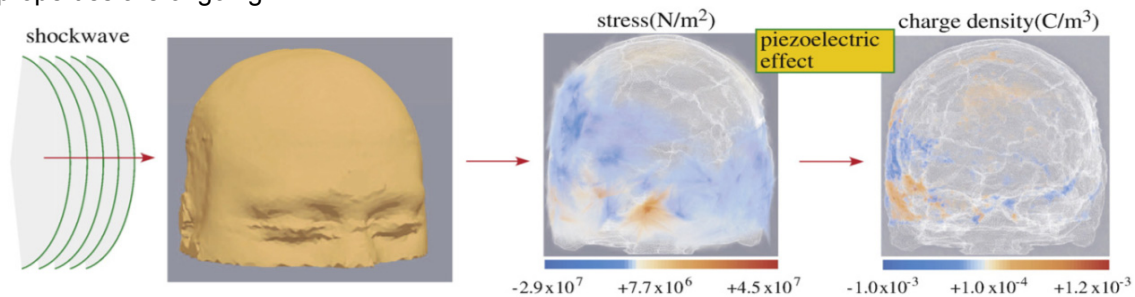 shockwave
stress(N/m²)
piezoelectric
effect
charge density(C/m³)
-2.9x10⁷ +7.7x10⁶ +4.5x10⁷
-1.0x10⁻³ +1.0x10⁻⁴ +1.2x10⁻³